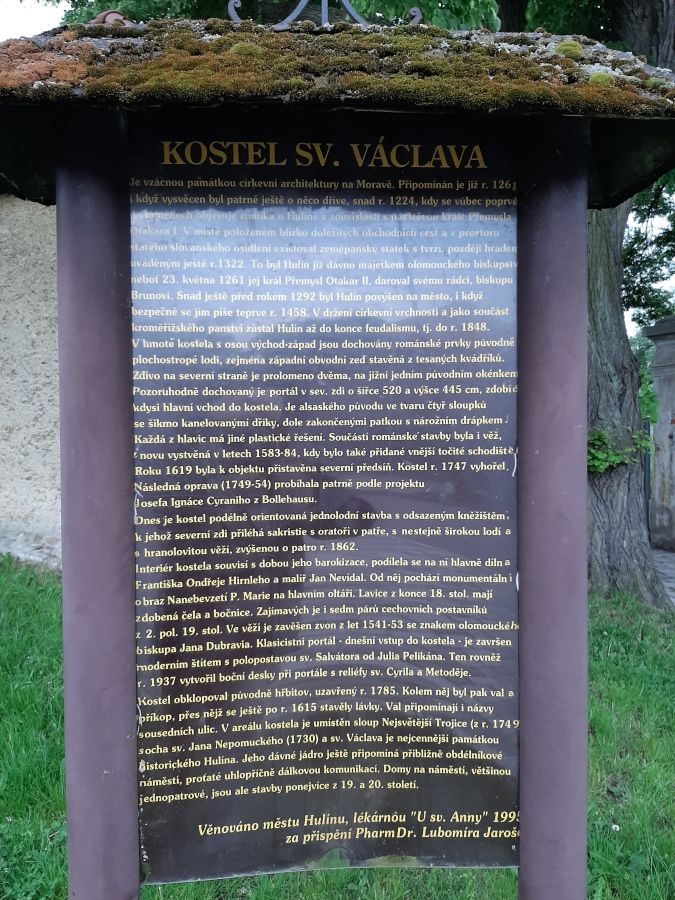 KOSTEL SV. VÁCLAVA
Je vzácnou památkou církevní architektury na Moravě. Připomínán je již r. 1261
i když vysvěcen byl patrně ještě o něco dříve, snad r. 1224, kdy se vůbec poprvé
v pramenech objevuje zmínka o Hulíně v souvislosti s návštěvou krále Přemysla
Otakara I. V místě položeném blízko důležitých obchodních cest a v prostoru
starého slovanského osídlení existoval zeměpanský statek s tvrzí, později hradem
uváděným ještě r.1322. To byl Hulín již dávno majetkem olomouckého biskupstv
neboť 23. května 1261 jej král Přemysl Otakar II. daroval svému rádci, biskupu
Brunovi. Snad ještě před rokem 1292 byl Hulín povýšen na město, i když
bezpečně se jím píše teprve r. 1458. V držení církevní vrchnosti a jako součást
kroměřížského panství zůstal Hulín až do konce feudalismu, tj. do r. 1848.
V hmotě kostela s osou východ-západ jsou dochovány románské prvky původně
plochostropé lodi, zejména západní obvodní zeď stavěná z tesaných kvádříků.
Zdivo na severní straně je prolomeno dvěma, na jižní jedním původním okénkem
Pozoruhodně dochovaný je portál v sev. zdi o šířce 520 a výšce 445 cm, zdobí
kdysi hlavní vchod do kostela. Je alsaského původu ve tvaru čtyř sloupků
se šikmo kanelovanými dříky, dole zakončenými patkou s nárožním drápkem.
Každá z hlavic má jiné plastické řešení. Součástí románské stavby byla i věž,
znovu vystvěná v letech 1583-84, kdy bylo také přidané vnější točité schodiště
Roku 1619 byla k objektu přistavěna severní předsíň. Kostel r. 1747 vyhořel.
Následná oprava (1749-54) probíhala patrně podle projektu
Josefa Ignáce Cyraniho z Bollehausu.
Dnes je kostel podélně orientovaná jednolodní stavba s odsazeným kněžištěm,
k jehož severní zdi přiléhá sakristie s oratoří v patře, s nestejně širokou lodí a
s hranolovitou věží, zvýšenou o patro r. 1862.
Interiér kostela souvisí s dobou jeho barokizace, podílela se na ní hlavně díln a
Františka Ondřeje Hirnleho a malíř Jan Nevidal. Od něj pochází monumentáln í
obraz Nanebevzetí P. Marie na hlavním oltáři. Lavice z konce 18. stol. mají
zdobená čela a bočnice. Zajímavých je i sedm párů cechovních postavníků
z 2. pol. 19. stol. Ve věži je zavěšen zvon z let 1541-53 se znakem olomouckého
biskupa Jana Dubravia. Klasicistní portál - dnešní vstup do kostela - je završen
moderním štítem s polopostavou sv. Salvátora od Julia Pelikána. Ten rovněž
r. 1937 vytvořil boční desky při portále s reliéfy sv. Cyrila a Metoděje.
Kostel obklopoval původně hřbitov, uzavřený r. 1785. Kolem něj byl pak val a
příkop, přes nějž se ještě po r. 1615 stavěly lávky. Val připomínají i názvy
sousedních ulic. V areálu kostela je umístěn sloup Nejsvětější Trojice (z r. 1749
socha sv. Jana Nepomuckého (1730) a sv. Václava je nejcennější památkou
historického Hulína. Jeho dávné jádro ještě připomíná přibližně obdélníkové
náměstí, proťaté uhlopříčně dálkovou komunikací. Domy na náměstí, většinou
jednopatrové, jsou ale stavby ponejvíce z 19. a 20. století.
Věnováno městu Hulínu, lékárnou "U sv. Anny" 1995
za přispění PharmDr. Lubomíra Jaroše